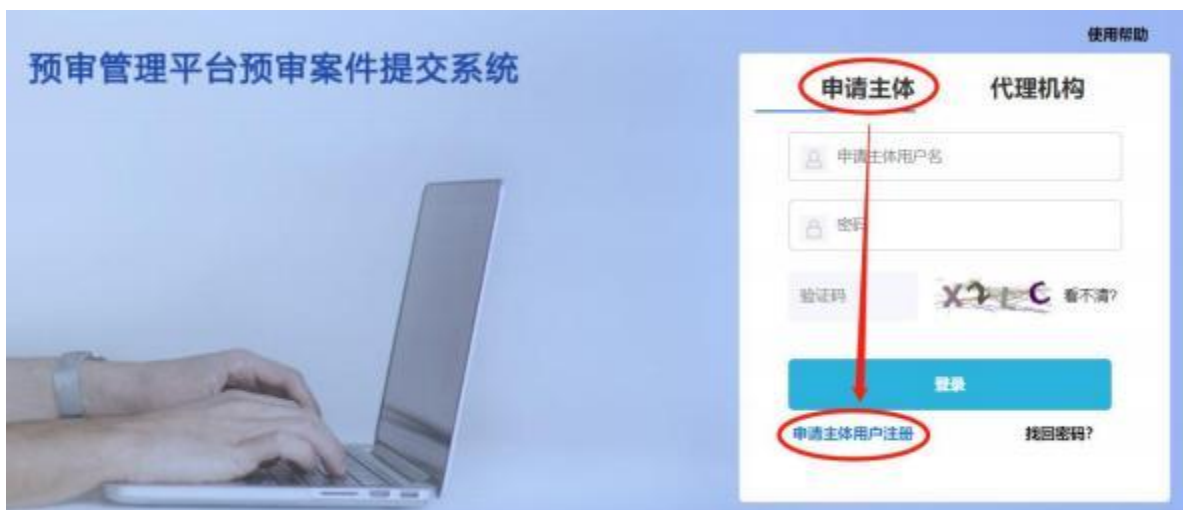 使用帮助
预审管理平台预审案件提交系统
申请主体 代理机构
申请主体用户名
密码
验证码 看不清?
登录
申请主体用户注册 找回密码?